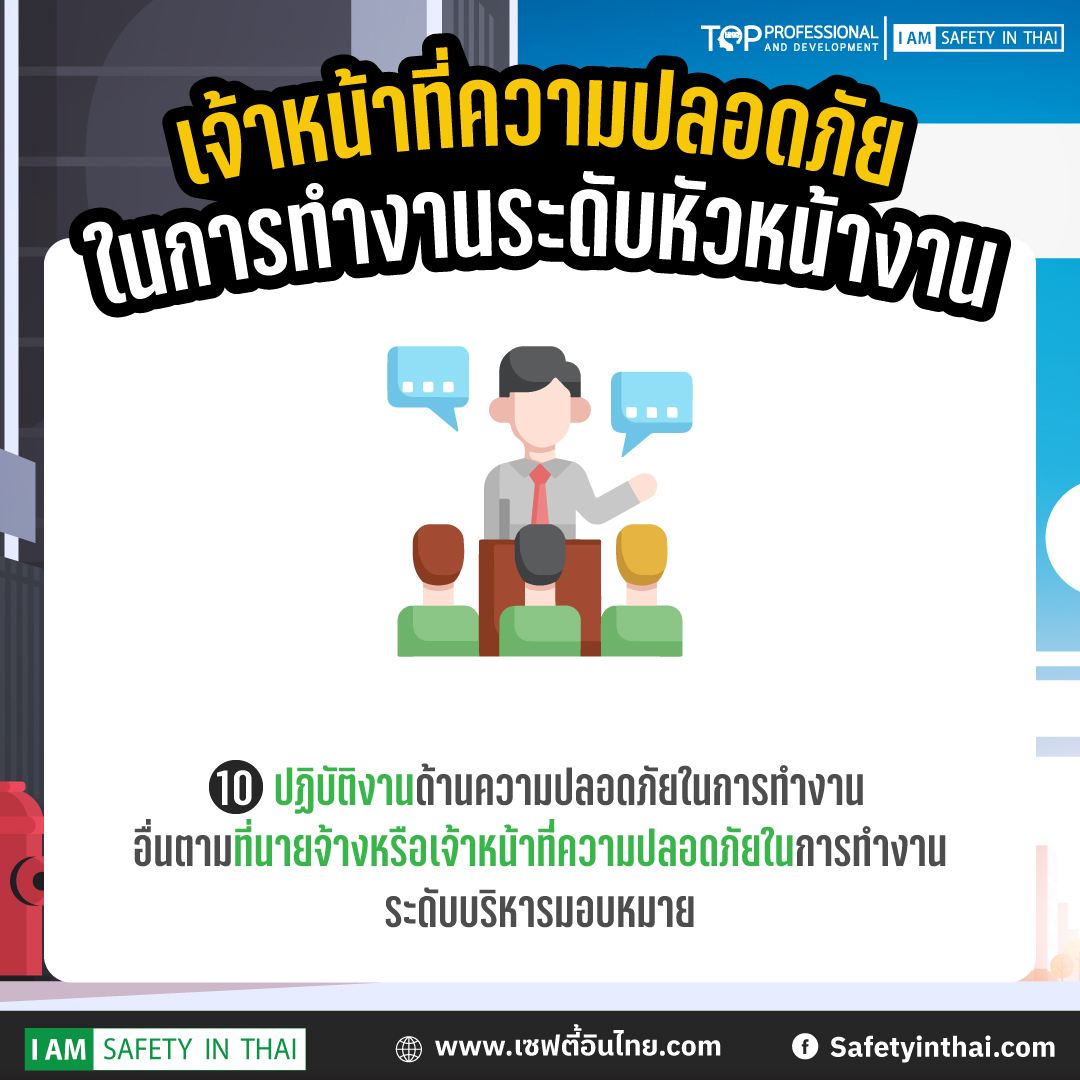 TOP PROFESSIONAL
AND DEVELOPMENT
I AM SAFETY IN THAI
เจ้าหน้าที่ความปลอดภัย
ในการทำงานระดับหัวหน้างาน
10 ปฏิบัติงานด้านความปลอดภัยในการทำงาน
อื่นตามที่นายจ้างหรือเจ้าหน้าที่ความปลอดภัยในการทำงาน
ระดับบริหารมอบหมาย
I AM SAFETY IN THAI
www.เซฟตี้อินไทย.com
Safetyinthai.com